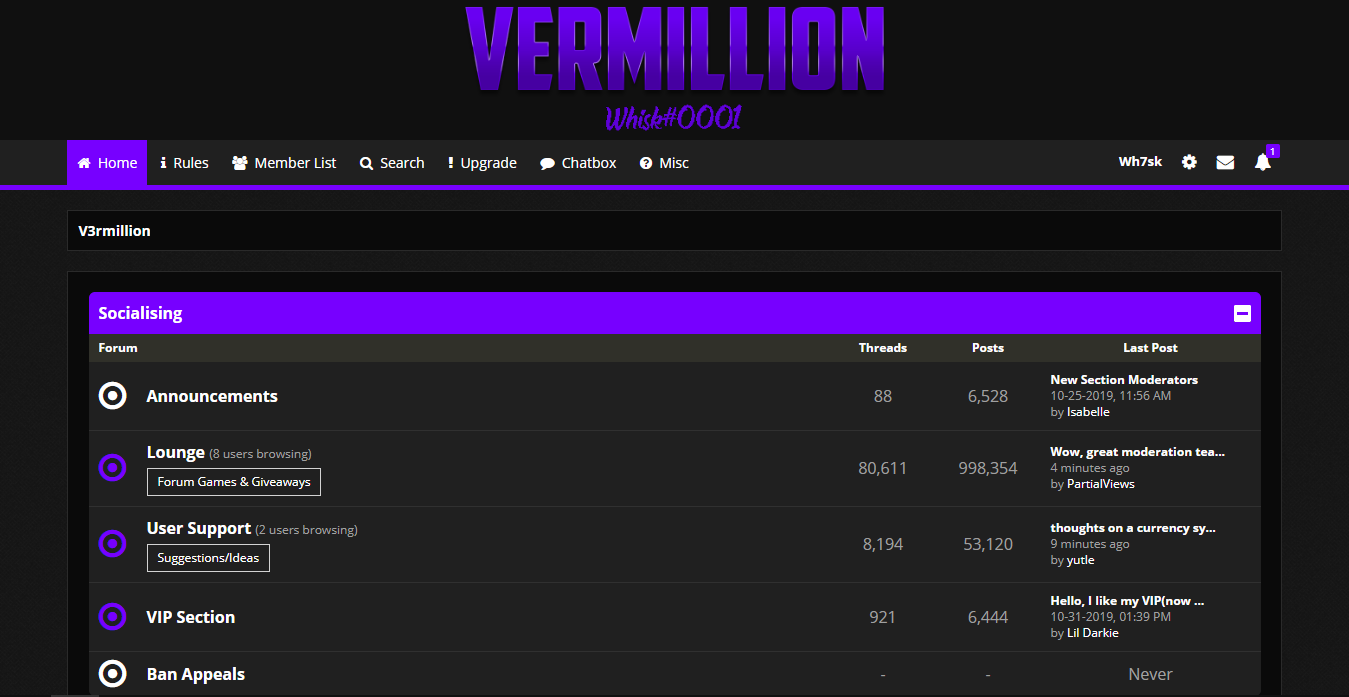 VERMILLION
Whisk#0001
Home Rules Member List Search Upgrade Chatbox Misc Wh7sk 1
V3rmillion
Socialising
Forum Threads Posts Last Post
Announcements 88 6,528 New Section Moderators
10-25-2019, 11:56 AM
by Isabelle
Lounge (8 users browsing) 80,611 998,354 Wow, great moderation tea...
4 minutes ago
Forum Games & Giveaways by PartialViews
User Support (2 users browsing) 8,194 53,120 thoughts on a currency sy...
9 minutes ago
Suggestions/Ideas by yutle
VIP Section 921 6,444 Hello, I like my VIP(now ...
10-31-2019, 01:39 PM
by Lil Darkie
Ban Appeals - - Never